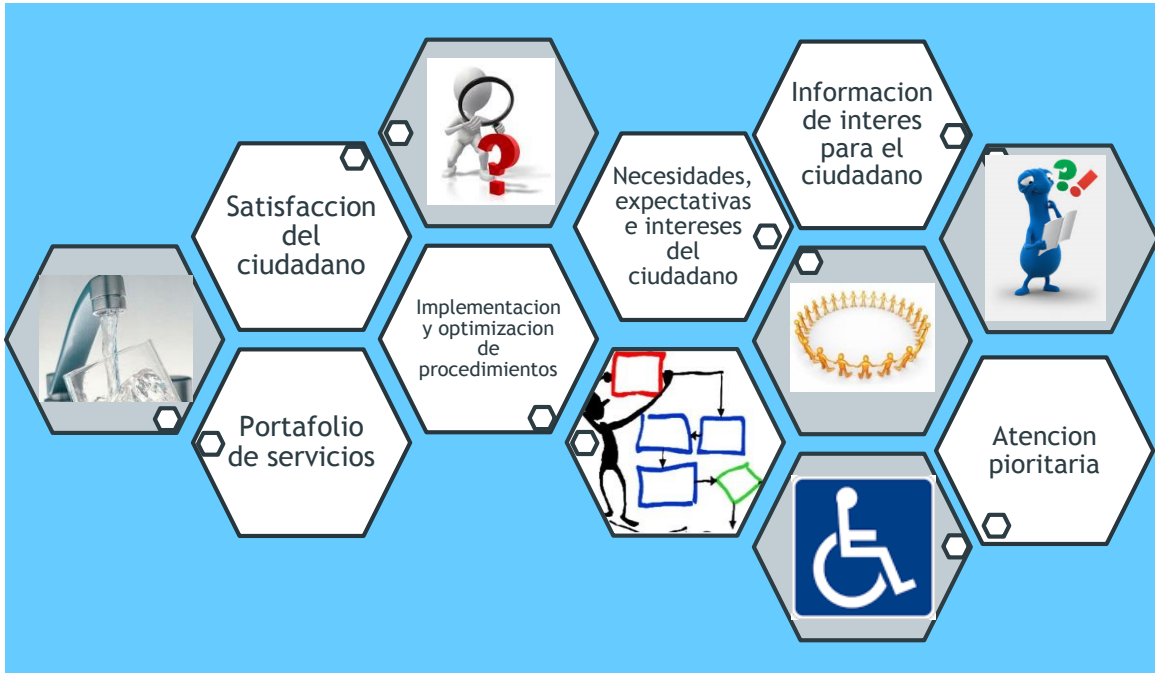 Satisfaccion
del
ciudadano
Portafolio
de servicios
Implementacion
y optimizacion
de
procedimientos
Necesidades,
expectativas
e intereses
del
ciudadano
Informacion
de interes
para el
ciudadano
Atencion
pioritaria